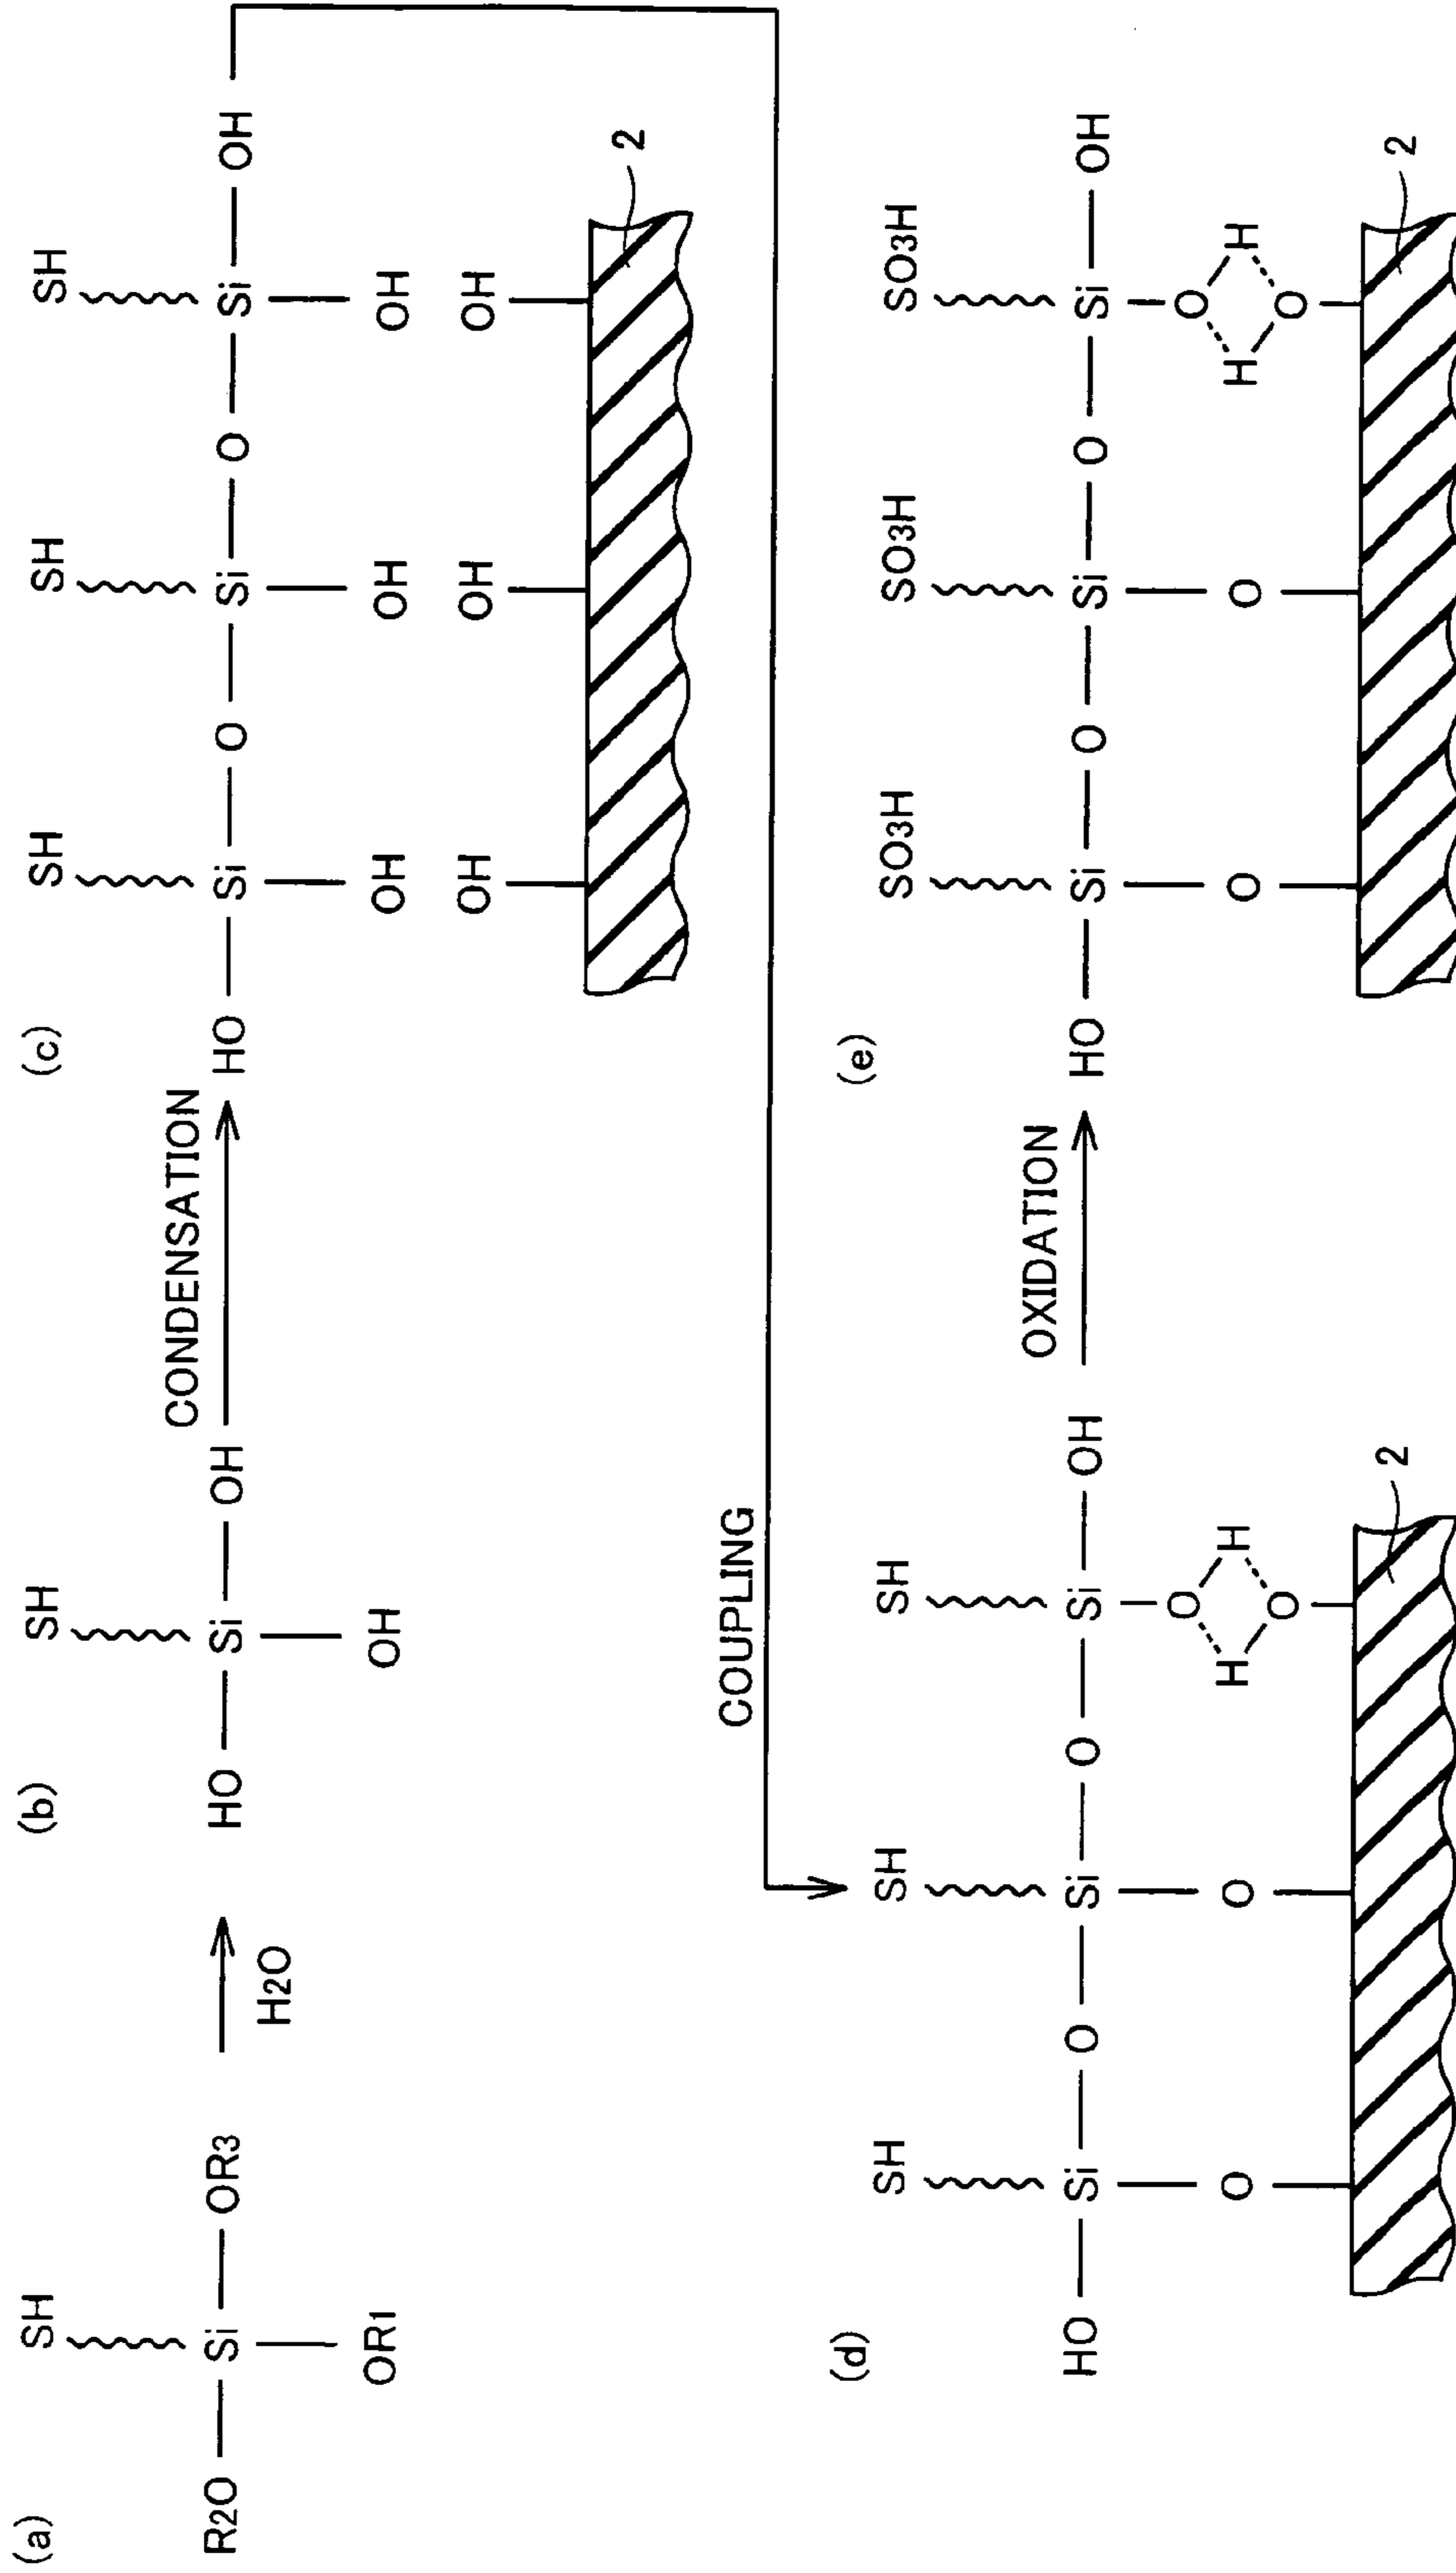 (a)
SH
R2O — Si — OR3
OR1
H2O
(b)
SH
HO — Si — OH
OH
CONDENSATION
(c)
SH SH SH
HO — Si — O — Si — O — Si — OH
OH OH OH
OH OH OH
2
COUPLING
(d)
SH SH SH
HO — Si — O — Si — O — Si — OH
O O O
H H
O
2
OXIDATION
(e)
SO3H SO3H SO3H
HO — Si — O — Si — O — Si — OH
O O O
H H
O
2